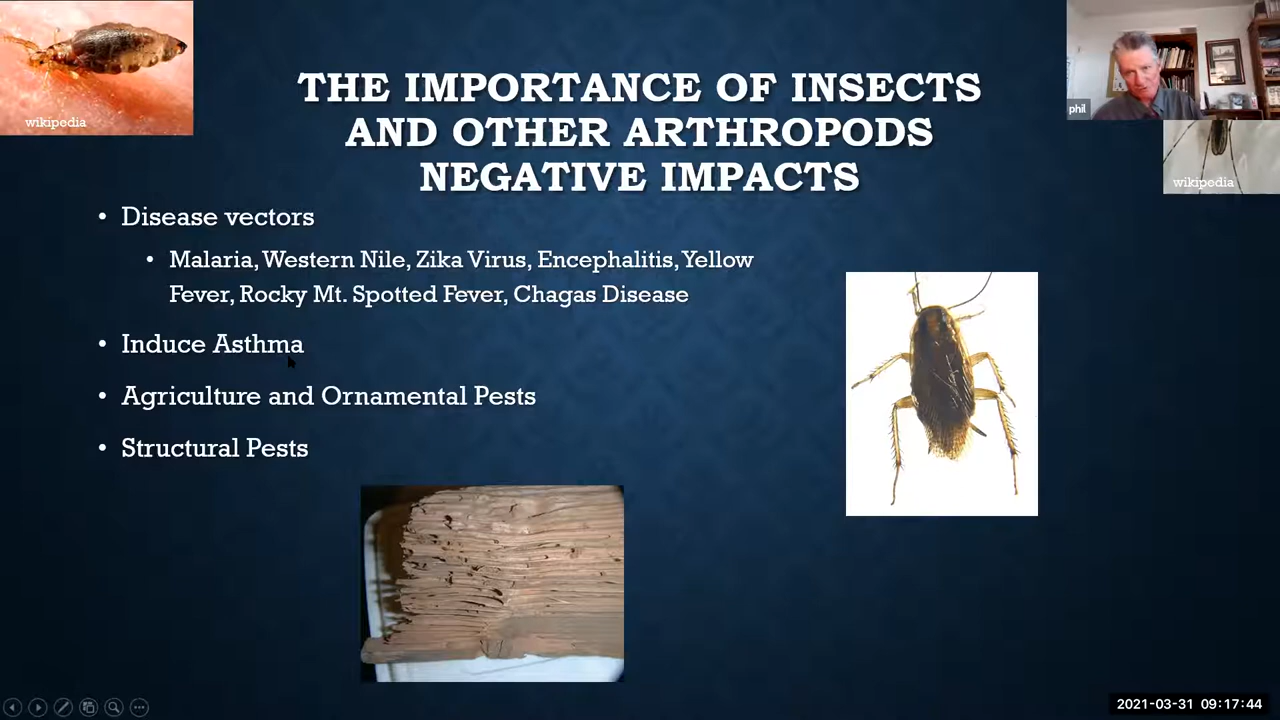 wikipedia
THE IMPORTANCE OF INSECTS
AND OTHER ARTHROPODS
NEGATIVE IMPACTS
phil
wikipedia
• Disease vectors
• Malaria, Western Nile, Zika Virus, Encephalitis, Yellow
Fever, Rocky Mt. Spotted Fever, Chagas Disease
• Induce Asthma
• Agriculture and Ornamental Pests
• Structural Pests
2021-03-31 09:17:44